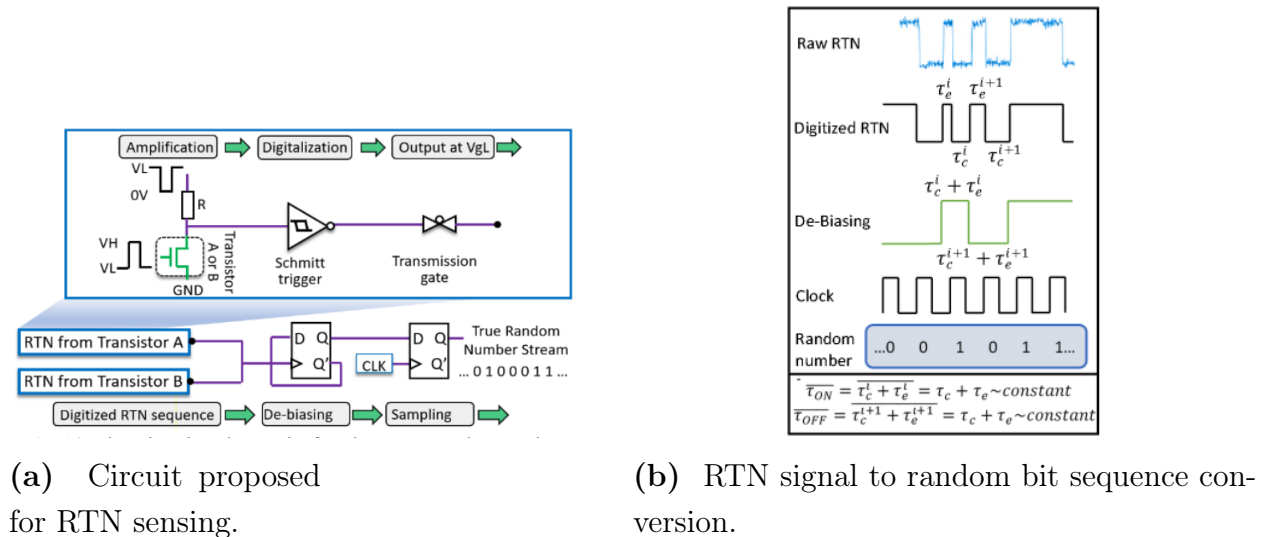 Amplification
Digitalization
Output at VgL
VL
0V
R
VH
VL
Transistor
A or B
GND
Schmitt
trigger
Transmission
gate
RTN from Transistor A
RTN from Transistor B
D Q
Q'
CLK
D Q
Q'
True Random
Number Stream
... 0 1 0 0 0 1 1 ...
Digitized RTN sequence
De-biasing
Sampling
(a) Circuit proposed
for RTN sensing.
Raw RTN
τ_e^i τ_e^{i+1}
Digitized RTN
τ_c^i τ_c^{i+1}
τ_c^i + τ_e^i
De-Biasing
τ_c^{i+1} + τ_e^{i+1}
Clock
Random
number
...0 0 1 0 1 1...
τ_ON = τ_c^i + τ_e^i = τ_c + τ_e~constant
τ_OFF = τ_c^{i+1} + τ_e^{i+1} = τ_c + τ_e~constant
(b) RTN signal to random bit sequence con-
version.